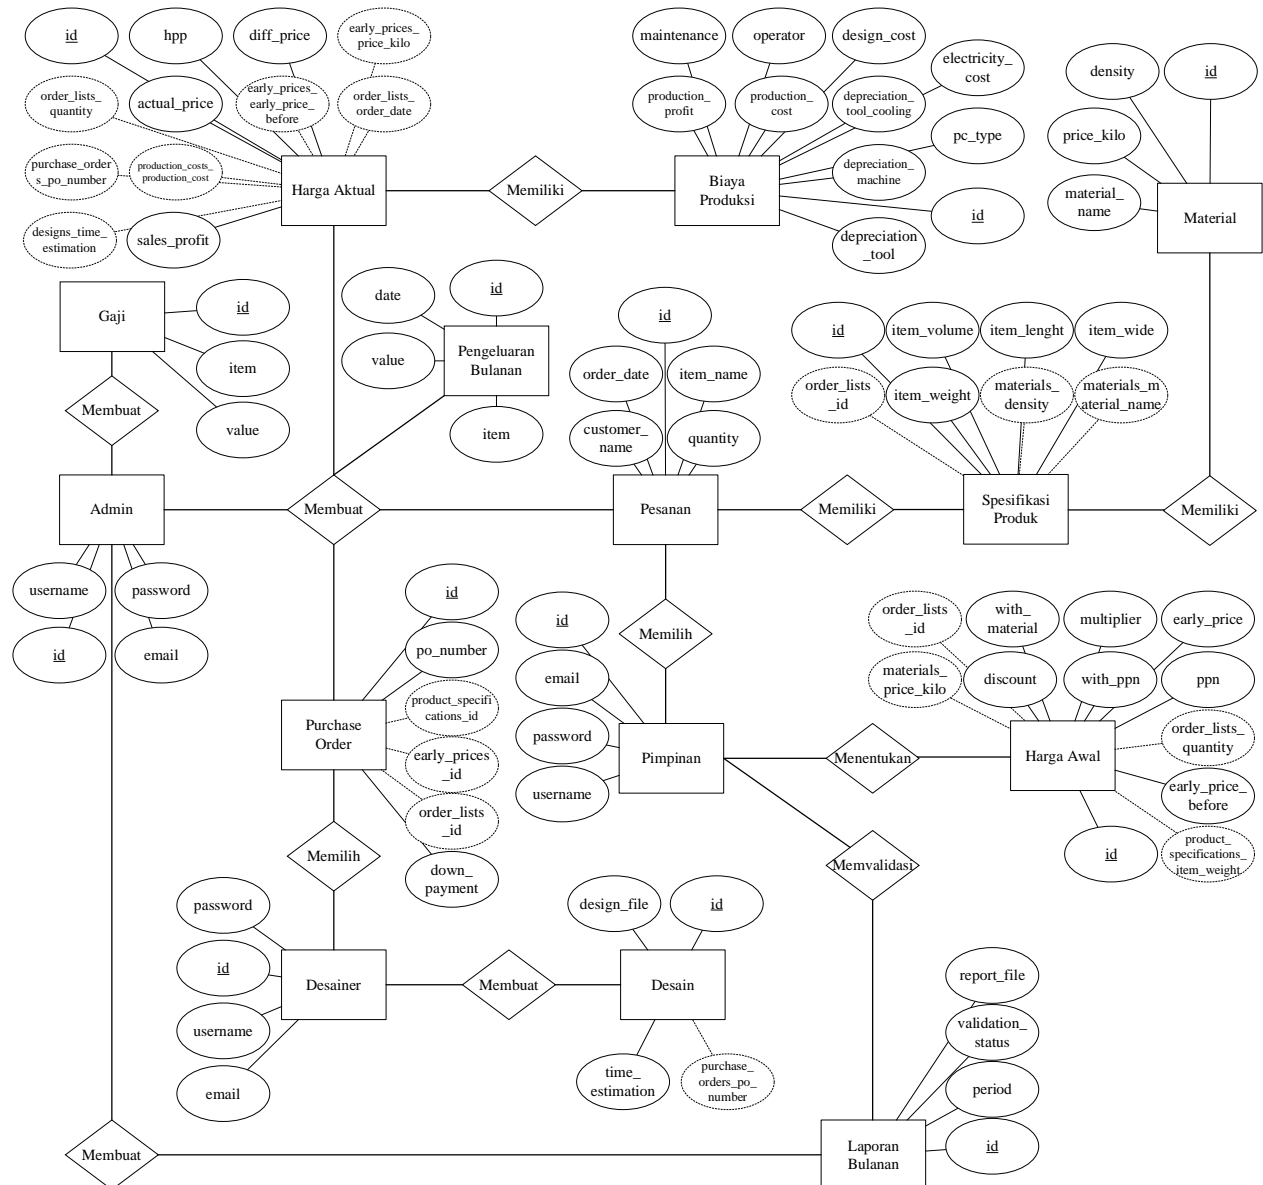 id
hpp
diff_price
early_prices_
price_kilo
order_lists_
quantity
actual_price
early_prices_
early_price_
before
order_lists_
order_date
purchase_order
s_po_number
production_costs_
production_cost
designs_time_
estimation
sales_profit
Harga Aktual
Memiliki
maintenance
operator
design_cost
electricity_
cost
production_
profit
production_
cost
depreciation_
tool_cooling
pc_type
depreciation_
machine
id
depreciation
_tool
Biaya
Produksi
density
id
price_kilo
material_
name
Material
Gaji
id
item
value
Membuat
date
id
value
Pengeluaran
Bulanan
item
id
order_date
item_name
customer_
name
quantity
id
item_volume
item_lenght
item_wide
order_lists
_id
item_weight
materials_
density
materials_m
aterial_name
Admin
Membuat
Pesanan
Memiliki
Spesifikasi
Produk
Memiliki
username
password
id
email
id
po_number
product_specifi
cations_id
early_prices
_id
order_lists
_id
down_
payment
Purchase
Order
Memilih
id
email
password
username
Pimpinan
Menentukan
order_lists
_id
with_
material
multiplier
early_price
materials_
price_kilo
discount
with_ppn
ppn
order_lists_
quantity
early_price_
before
id
product_
specifications_
item_weight
Harga Awal
Memilih
Memvalidasi
password
id
username
email
Desainer
Membuat
design_file
id
Desain
time_
estimation
purchase_
orders_po_
number
report_file
validation_
status
period
id
Membuat
Laporan
Bulanan